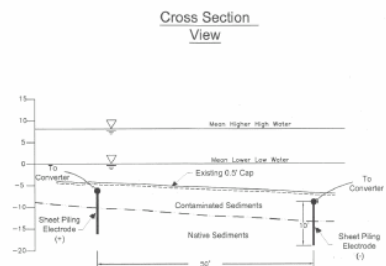 Cross Section
View
15
10
Mean Higher High Water
5
0
Mean Lower Low Water
To
Converter
Existing 0.5' Cap
To
Converter
-5
Contaminated Sediments
-10
Sheet Piling
Electrode
(+)
10'
-15
Native Sediments
Sheet Piling
Electrode
(-)
-20
50'